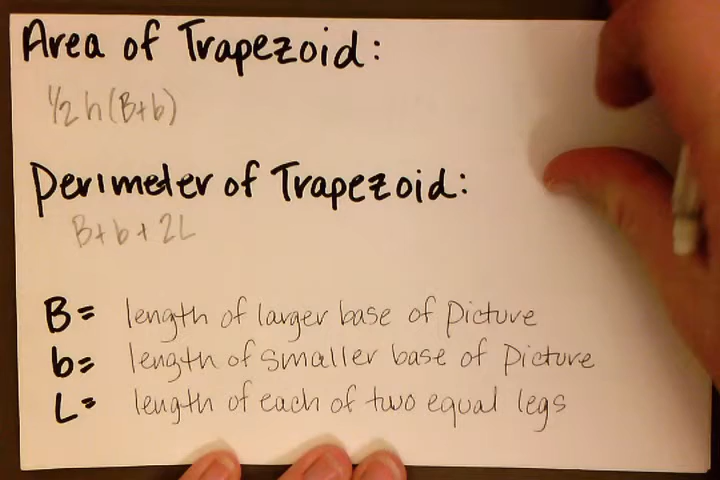 Area of Trapezoid:
1/2 h (B+b)
Perimeter of Trapezoid:
B+b+2L
B= length of larger base of picture
b= length of smaller base of picture
L= length of each of two equal legs